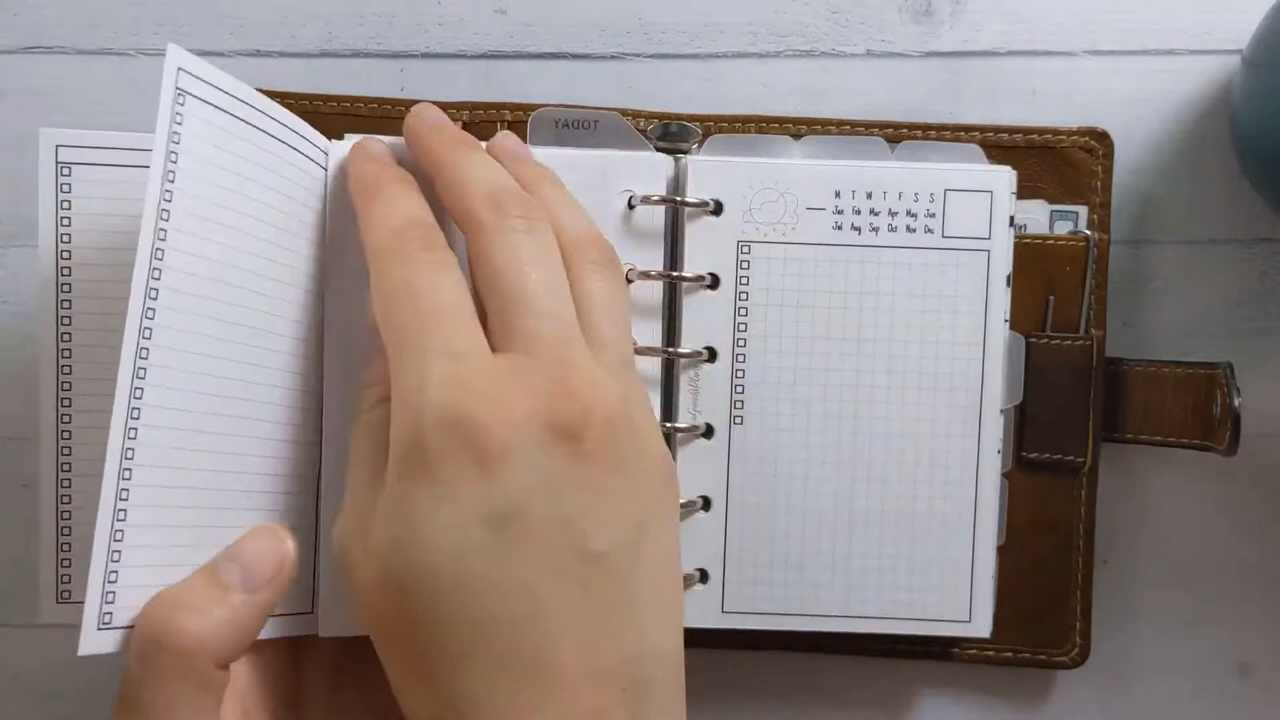 TODAY
M T W T F S S
Jan Feb Mar Apr May Jun
Jul Aug Sep Oct Nov Dec